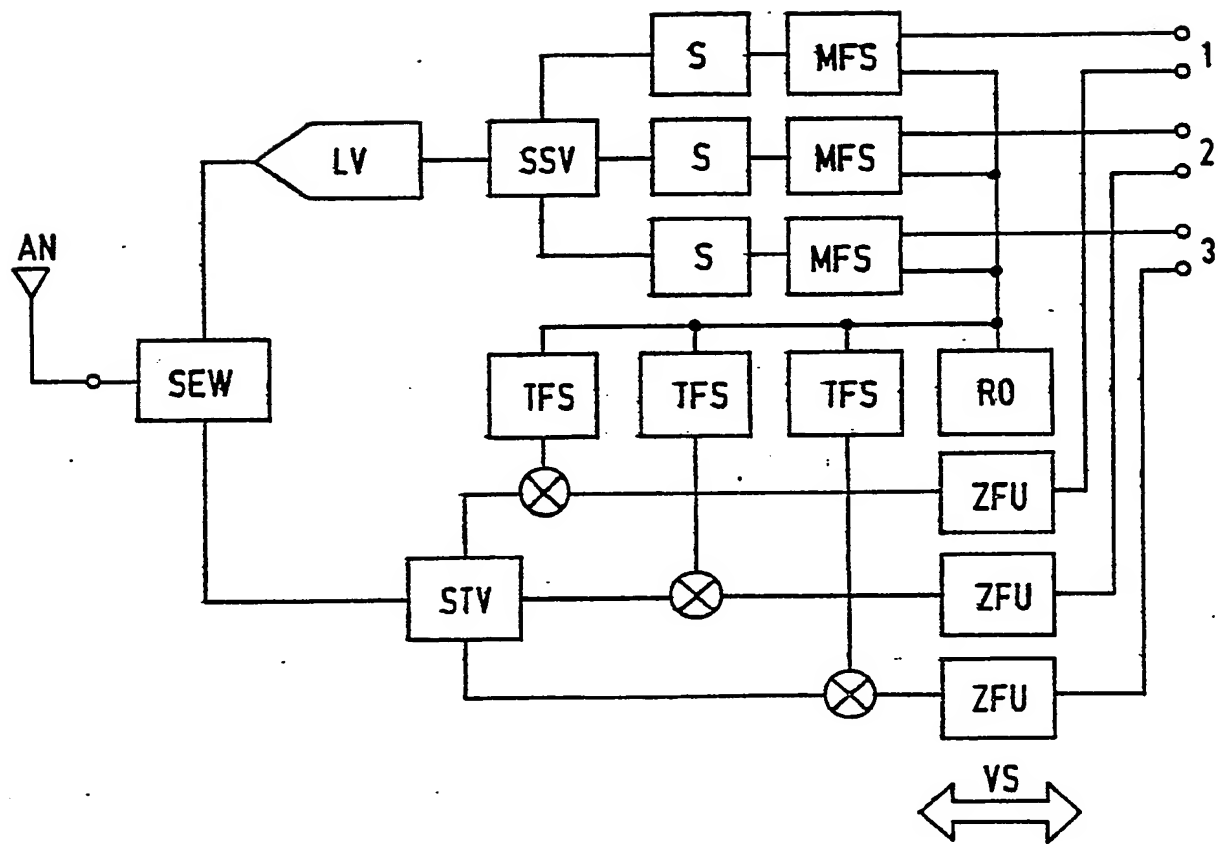 S MFS 1
LV SSV S MFS 2
AN S MFS 3
SEW TFS TFS TFS RO
ZFU
STV ZFU
ZFU
VS